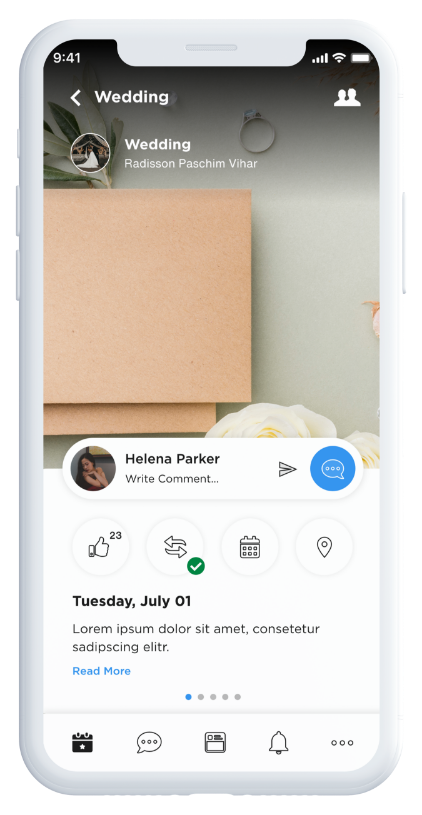 9:41
Wedding
Wedding
Radisson Paschim Vihar
Helena Parker
Write Comment...
23
Tuesday, July 01
Lorem ipsum dolor sit amet, consetetur
sadipscing elitr.
Read More